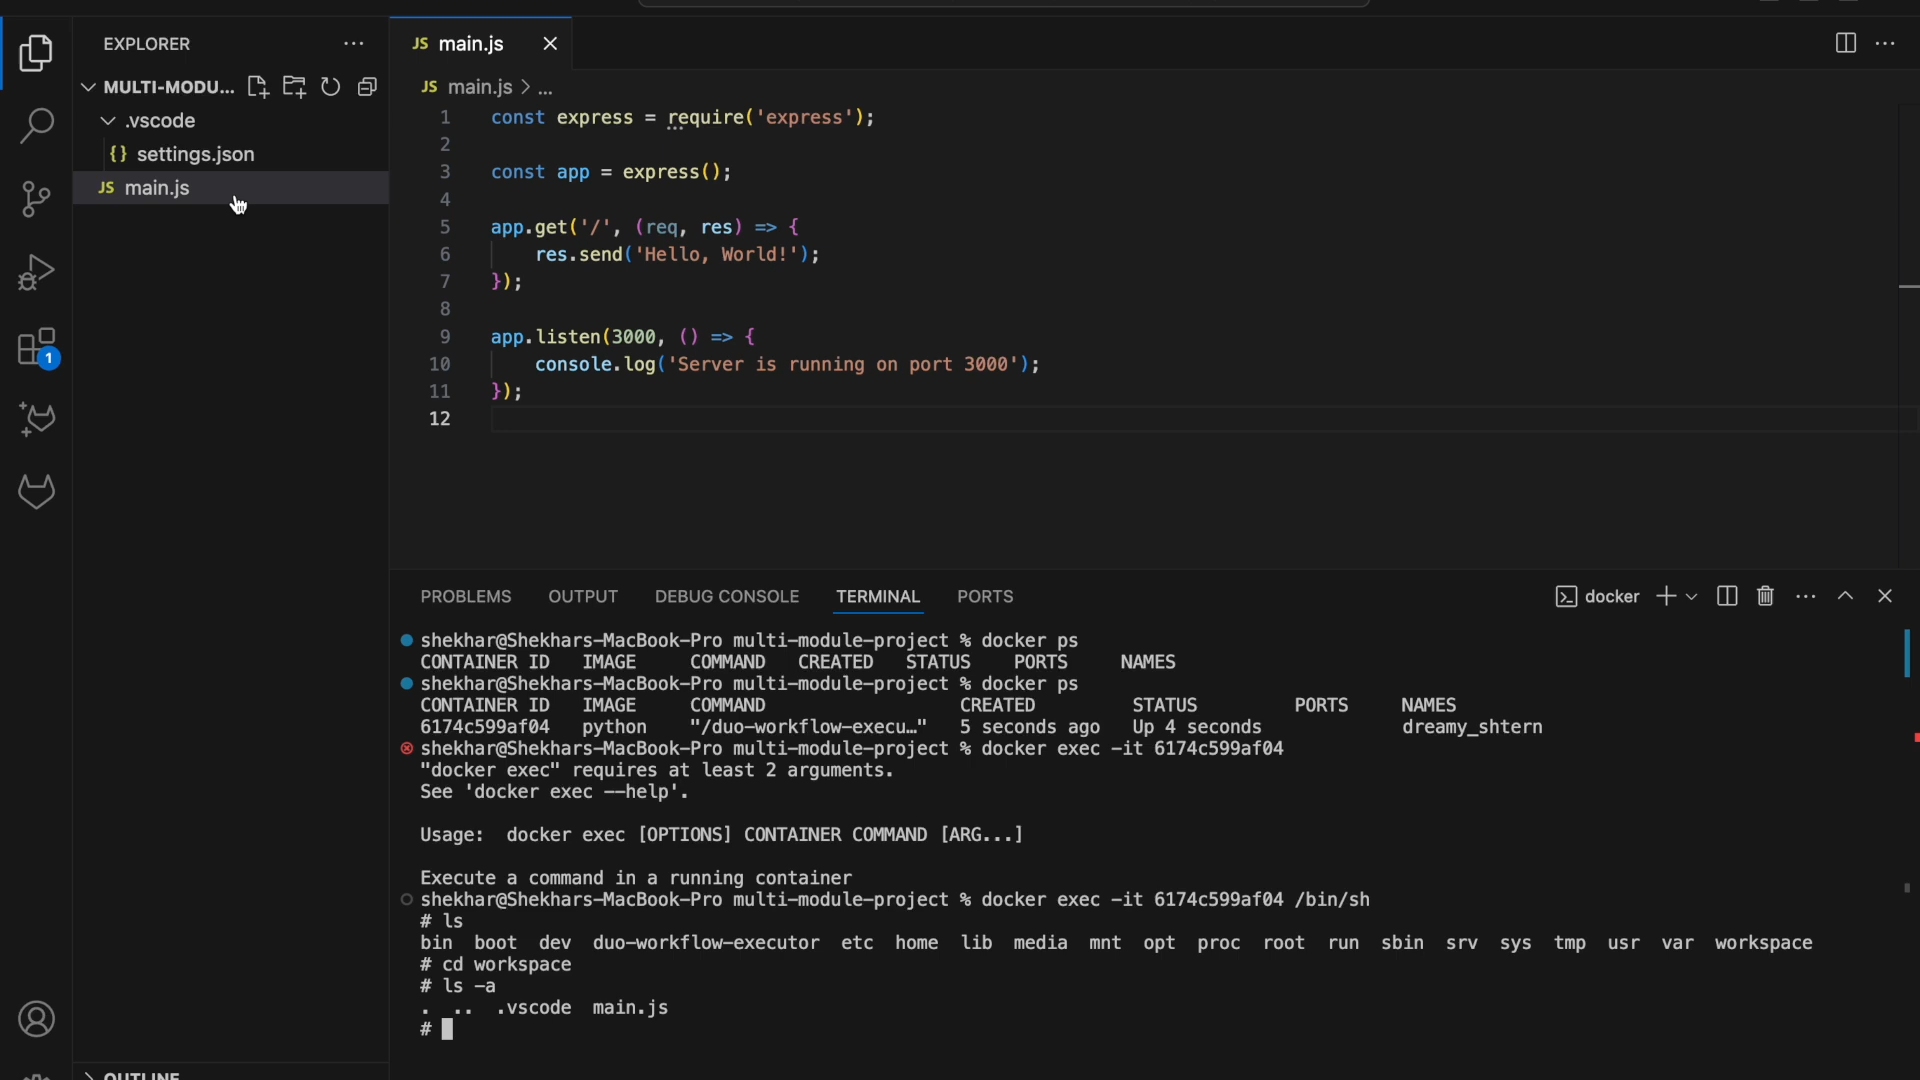 EXPLORER
MULTI-MODU...
.vscode
{} settings.json
JS main.js
1
OUTLINE
JS main.js
JS main.js > ...
1 const express = require('express');
2
3 const app = express();
4
5 app.get('/', (req, res) => {
6 res.send('Hello, World!');
7 });
8
9 app.listen(3000, () => {
10 console.log('Server is running on port 3000');
11 });
12
PROBLEMS OUTPUT DEBUG CONSOLE TERMINAL PORTS docker
shekhar@Shekhars-MacBook-Pro multi-module-project % docker ps
CONTAINER ID IMAGE COMMAND CREATED STATUS PORTS NAMES
shekhar@Shekhars-MacBook-Pro multi-module-project % docker ps
CONTAINER ID IMAGE COMMAND CREATED STATUS PORTS NAMES
6174c599af04 python "/duo-workflow-execu…" 5 seconds ago Up 4 seconds dreamy_shtern
shekhar@Shekhars-MacBook-Pro multi-module-project % docker exec -it 6174c599af04
"docker exec" requires at least 2 arguments.
See 'docker exec --help'.
Usage: docker exec [OPTIONS] CONTAINER COMMAND [ARG...]
Execute a command in a running container
shekhar@Shekhars-MacBook-Pro multi-module-project % docker exec -it 6174c599af04 /bin/sh
# ls
bin boot dev duo-workflow-executor etc home lib media mnt opt proc root run sbin srv sys tmp usr var workspace
# cd workspace
# ls -a
. .. .vscode main.js
#